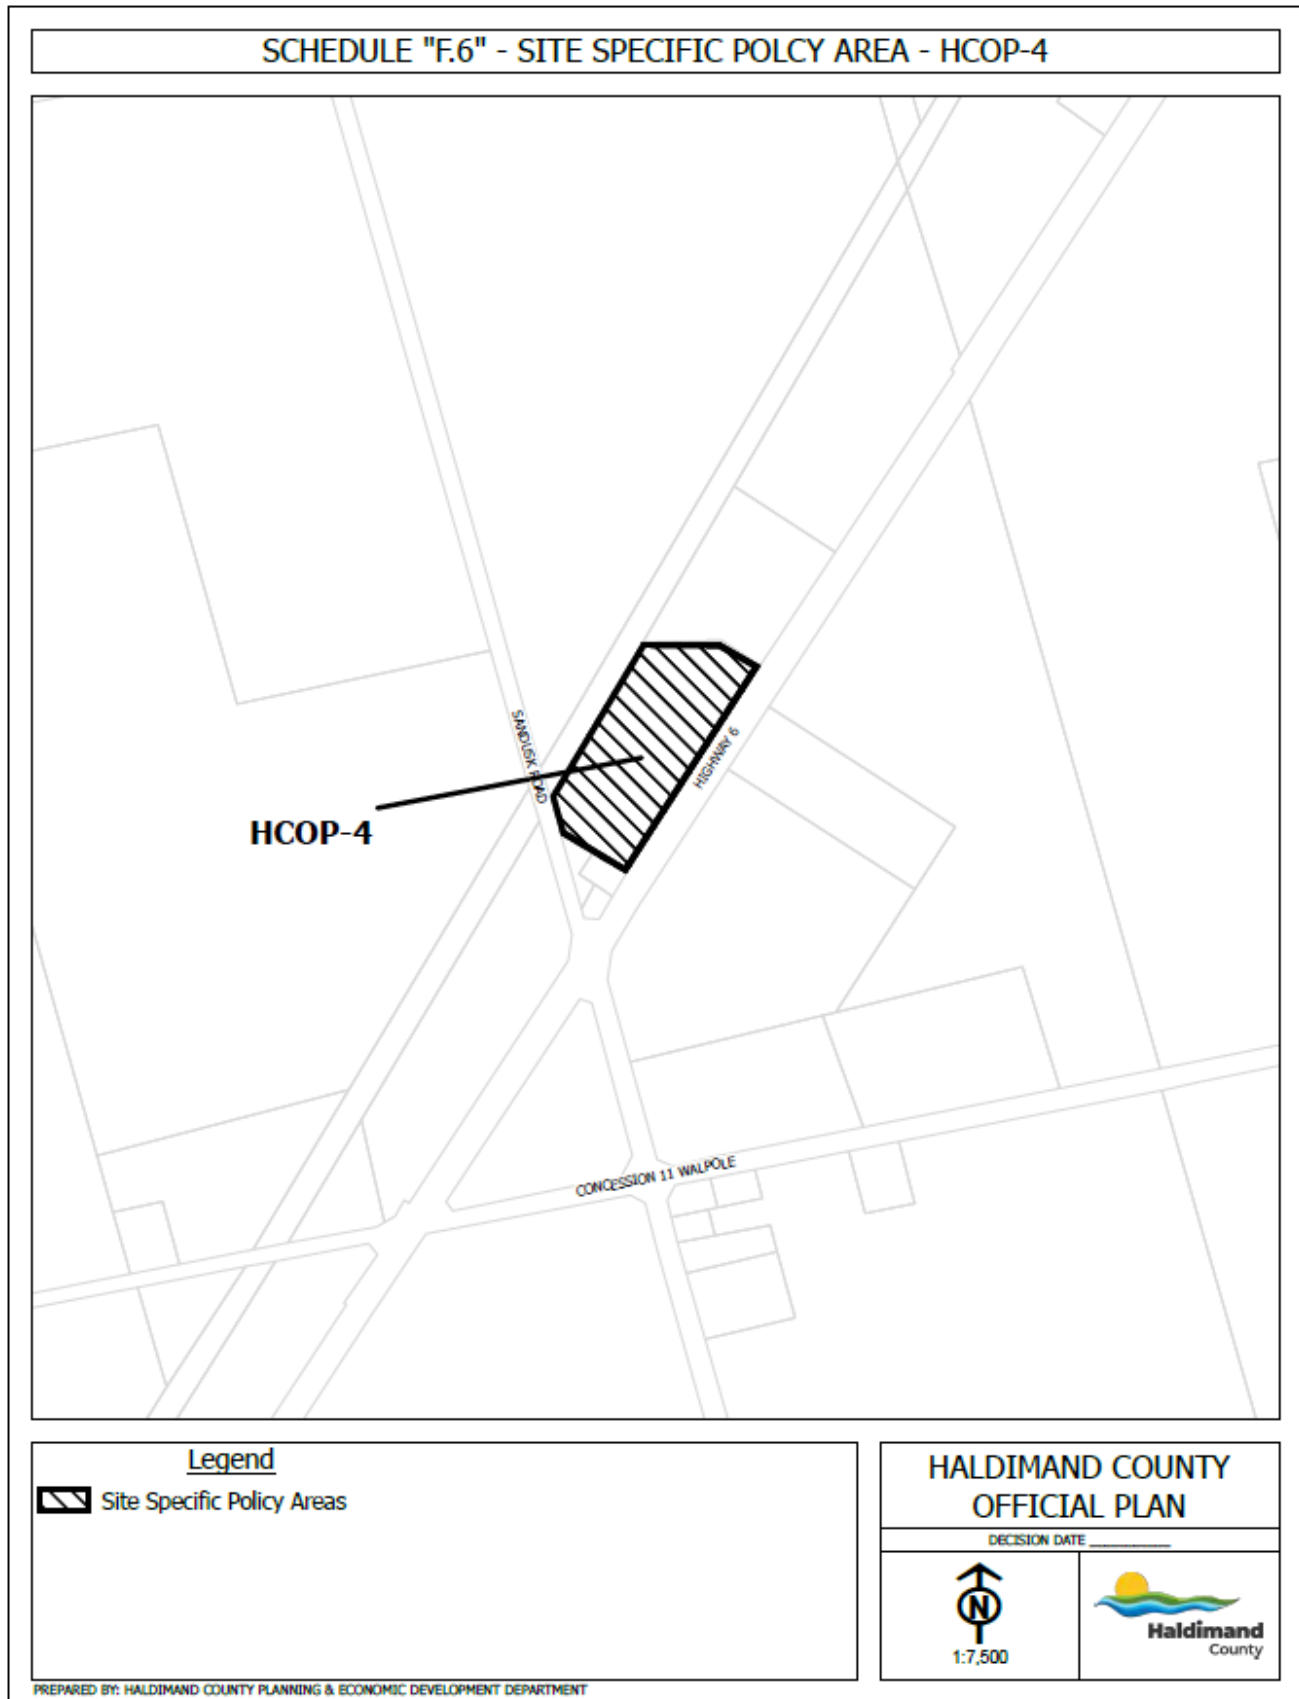 SCHEDULE "F.6" - SITE SPECIFIC POLCY AREA - HCOP-4
SANDUSK ROAD
HIGHWAY 6
HCOP-4
CONCESSION 11 WALPOLE
Legend
Site Specific Policy Areas
HALDIMAND COUNTY
OFFICIAL PLAN
DECISION DATE __________
N
1:7,500
Haldimand
County
PREPARED BY: HALDIMAND COUNTY PLANNING & ECONOMIC DEVELOPMENT DEPARTMENT